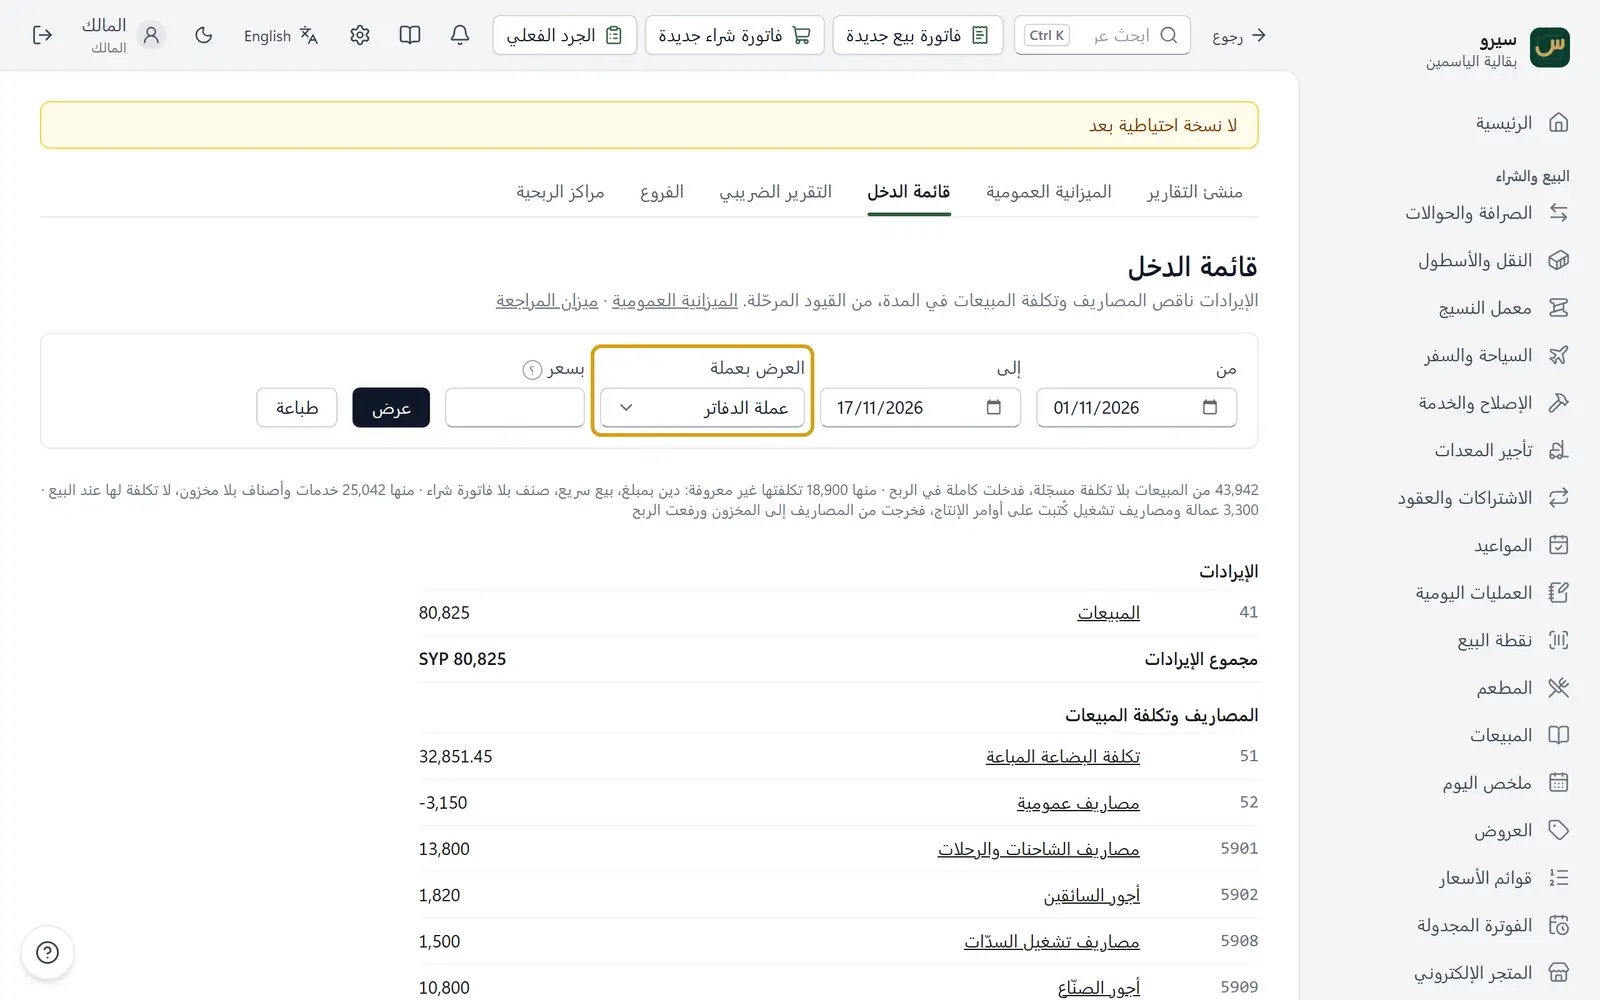 سيرو
بقالية الياسمين
س
رجوع
ابحث عر
Ctrl K
فاتورة بيع جديدة
فاتورة شراء جديدة
الجرد الفعلي
English
المالك
المالك
الرئيسية
البيع والشراء
الصرافة والحوالات
النقل والأسطول
معمل النسيج
السياحة والسفر
الإصلاح والخدمة
تأجير المعدات
الاشتراكات والعقود
المواعيد
العمليات اليومية
نقطة البيع
المطعم
المبيعات
ملخص اليوم
العروض
قوائم الأسعار
الفوترة المجدولة
المتجر الإلكتروني
لا نسخة احتياطية بعد
منشئ التقارير
الميزانية العمومية
قائمة الدخل
التقرير الضريبي
الفروع
مراكز الربحية
قائمة الدخل
الإيرادات ناقص المصاريف وتكلفة المبيعات في المدة، من القيود المرحّلة. الميزانية العمومية · ميزان المراجعة
من
إلى
العرض بعملة
بسعر ؟
01/11/2026
17/11/2026
عملة الدفاتر
عرض
طباعة
43,942 من المبيعات بلا تكلفة مسجّلة، فدخلت كاملة في الربح · منها 18,900 تكلفتها غير معروفة: دين بمبلغ، بيع سريع، صنف بلا فاتورة شراء · منها 25,042 خدمات وأصناف بلا مخزون، لا تكلفة لها عند البيع ·
3,300 عمالة ومصاريف تشغيل كُتبت على أوامر الإنتاج، فخرجت من المصاريف إلى المخزون ورفعت الربح
الإيرادات
41 المبيعات 80,825
مجموع الإيرادات SYP 80,825
المصاريف وتكلفة المبيعات
51 تكلفة البضاعة المباعة 32,851.45
52 مصاريف عمومية -3,150
5901 مصاريف الشاحنات والرحلات 13,800
5902 أجور السائقين 1,820
5908 مصاريف تشغيل السدّات 1,500
5909 أجور الصنّاع 10,800